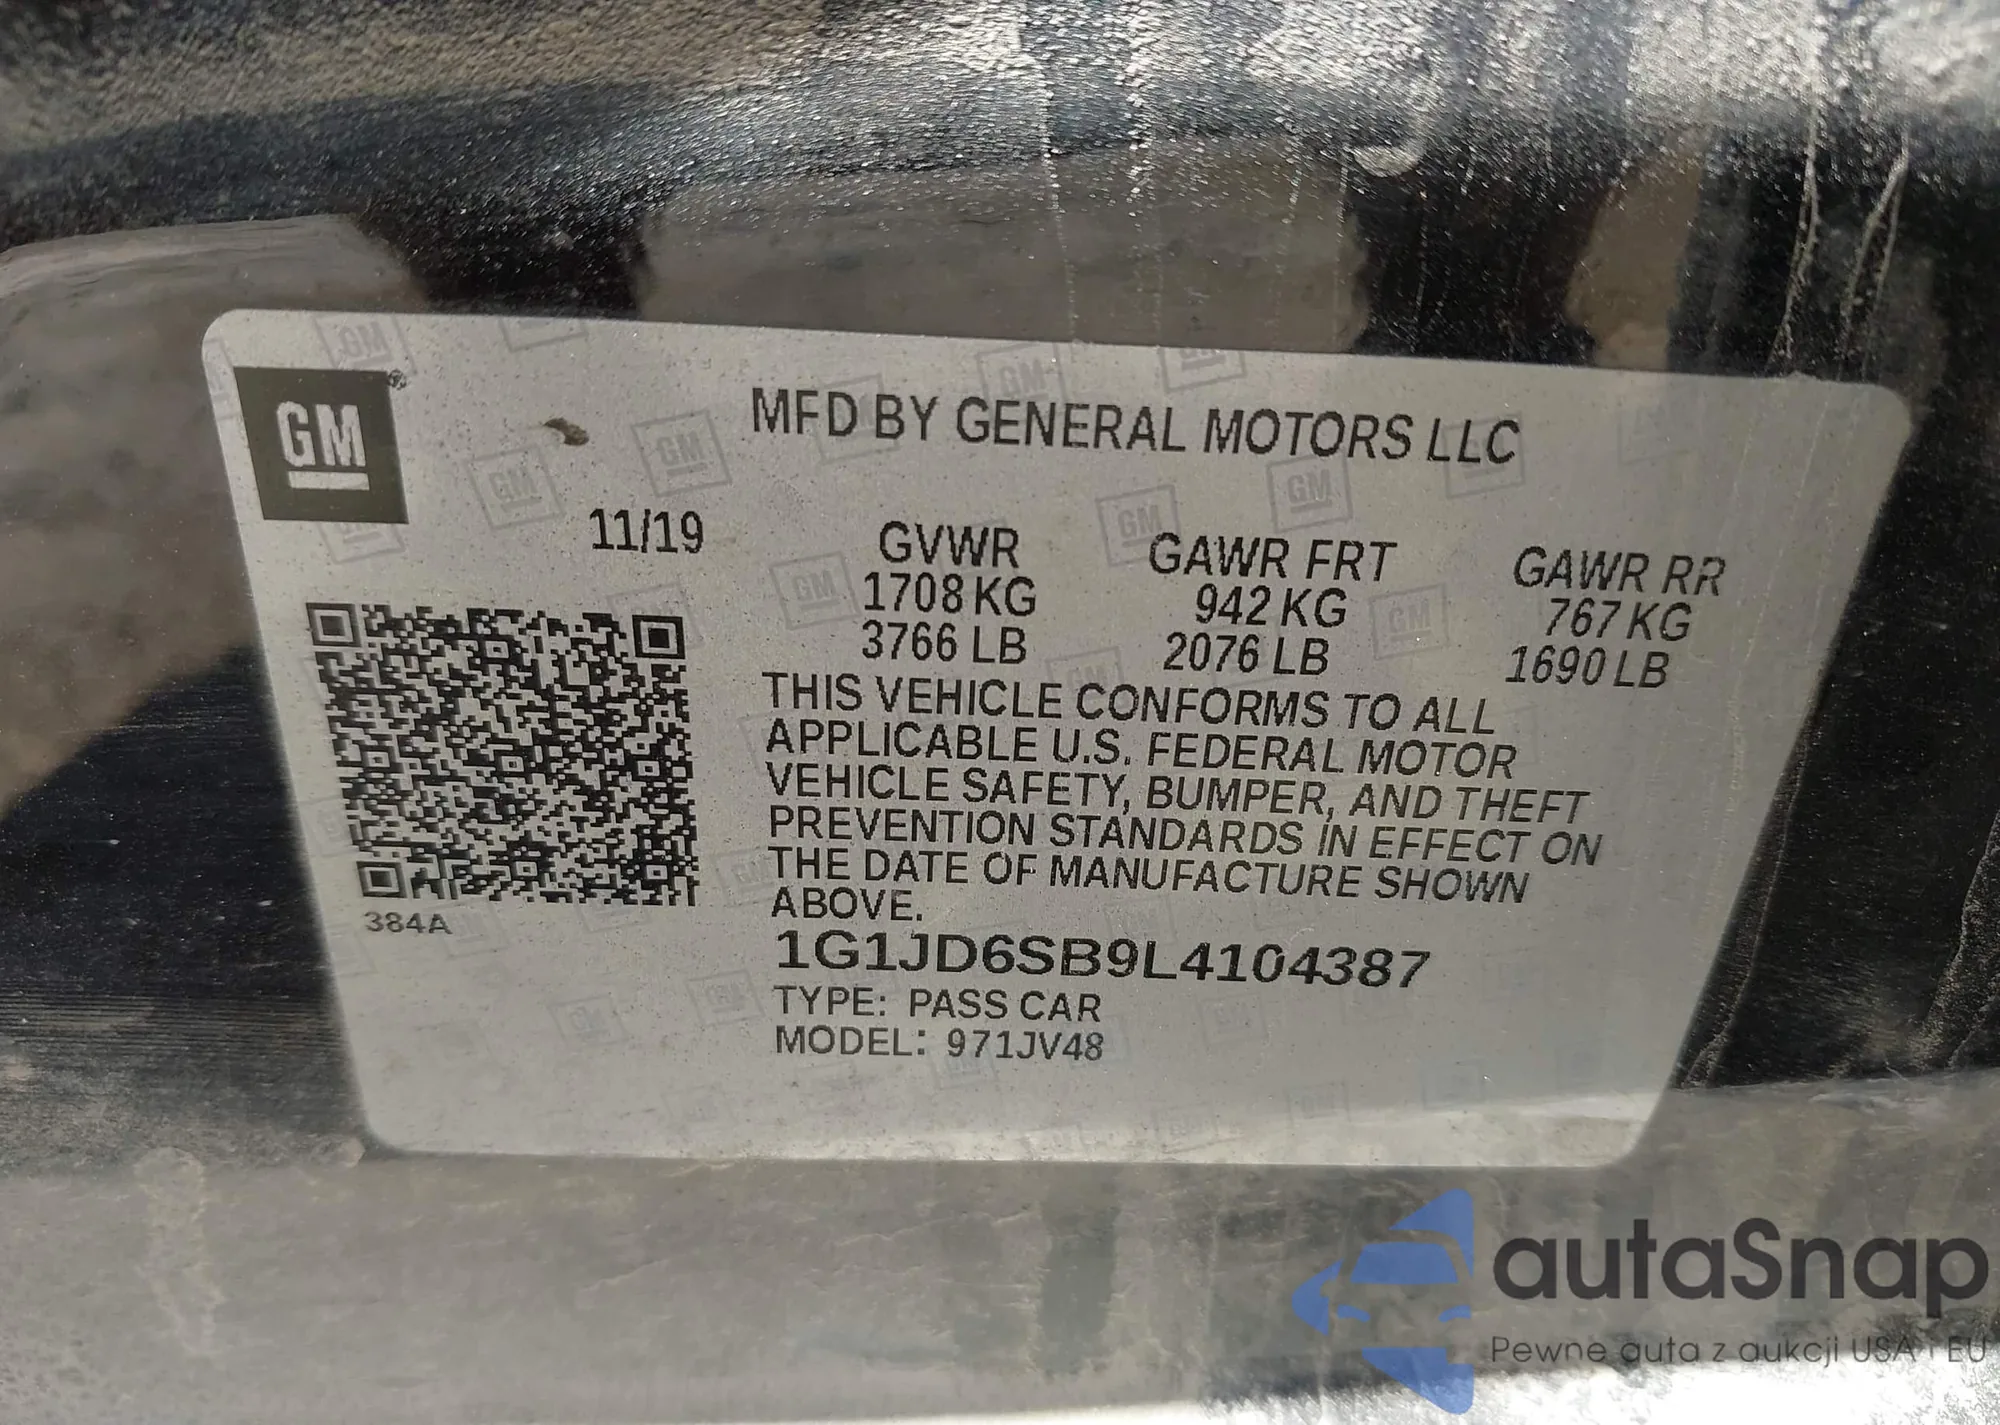 GM
MFD BY GENERAL MOTORS LLC
11/19
GVWR GAWR FRT GAWR RR
1708 KG 942 KG 767 KG
3766 LB 2076 LB 1690 LB
THIS VEHICLE CONFORMS TO ALL
APPLICABLE U.S. FEDERAL MOTOR
VEHICLE SAFETY, BUMPER, AND THEFT
PREVENTION STANDARDS IN EFFECT ON
THE DATE OF MANUFACTURE SHOWN
ABOVE.
384A
1G1JD6SB9L4104387
TYPE: PASS CAR
MODEL: 971JV48
autaSnap
Pewne auta z aukcji USA i EU